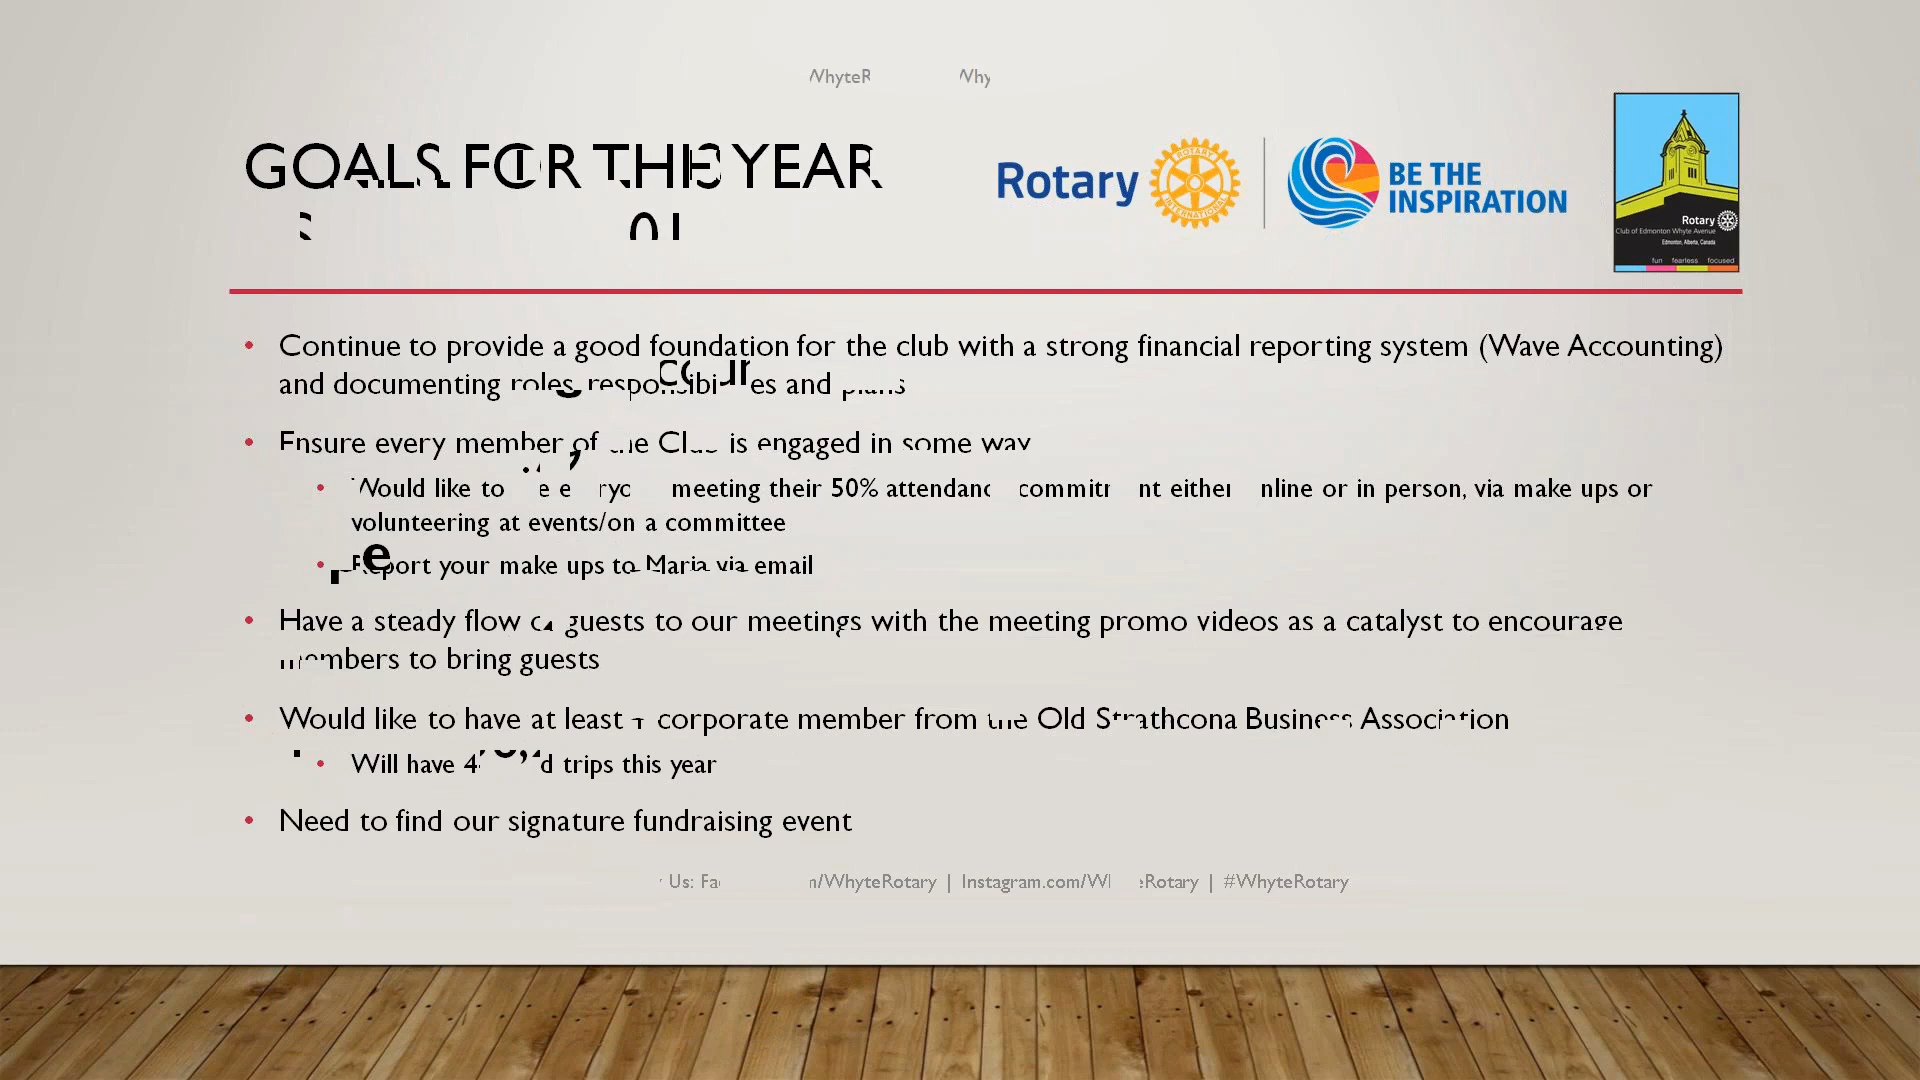 WhyteR Why
GOALS FOR THIS YEAR
Rotary
ROTARY
INTERNATIONAL
BE THE
INSPIRATION
Rotary
Club of Edmonton Whyte Avenue
Edmonton, Alberta, Canada
fun fearless focused
• Continue to provide a good foundation for the club with a strong financial reporting system (Wave Accounting)
and documenting roles, responsibilities and plans
• Ensure every member of the Club is engaged in some way
• Would like to meeting their 50% attendance commitment either online or in person, via make ups or
volunteering at events/on a committee
• Report your make ups to Maria via email
• Have a steady flow of guests to our meetings with the meeting promo videos as a catalyst to encourage
members to bring guests
• Would like to have at least corporate member from the Old Strathcona Business Association
• Will have 4 trips this year
• Need to find our signature fundraising event
Us: /WhyteRotary | Instagram.com/WhyteRotary | #WhyteRotary